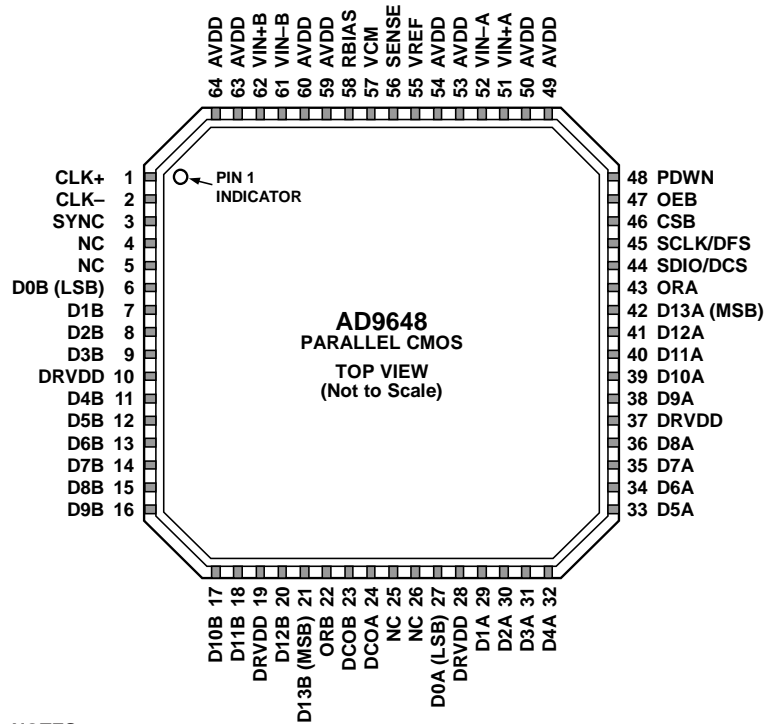 64 AVDD
63 AVDD
62 VIN+B
61 VIN–B
60 AVDD
59 AVDD
58 RBIAS
57 VCM
56 SENSE
55 VREF
54 AVDD
53 AVDD
52 VIN–A
51 VIN+A
50 AVDD
49 AVDD
CLK+ 1
CLK– 2
SYNC 3
NC 4
NC 5
D0B (LSB) 6
D1B 7
D2B 8
D3B 9
DRVDD 10
D4B 11
D5B 12
D6B 13
D7B 14
D8B 15
D9B 16
PIN 1
INDICATOR
AD9648
PARALLEL CMOS
TOP VIEW
(Not to Scale)
48 PDWN
47 OEB
46 CSB
45 SCLK/DFS
44 SDIO/DCS
43 ORA
42 D13A (MSB)
41 D12A
40 D11A
39 D10A
38 D9A
37 DRVDD
36 D8A
35 D7A
34 D6A
33 D5A
D10B 17
D11B 18
DRVDD 19
D12B 20
D13B (MSB) 21
ORB 22
DCOB 23
DCOA 24
NC 25
NC 26
D0A (LSB) 27
DRVDD 28
D1A 29
D2A 30
D3A 31
D4A 32